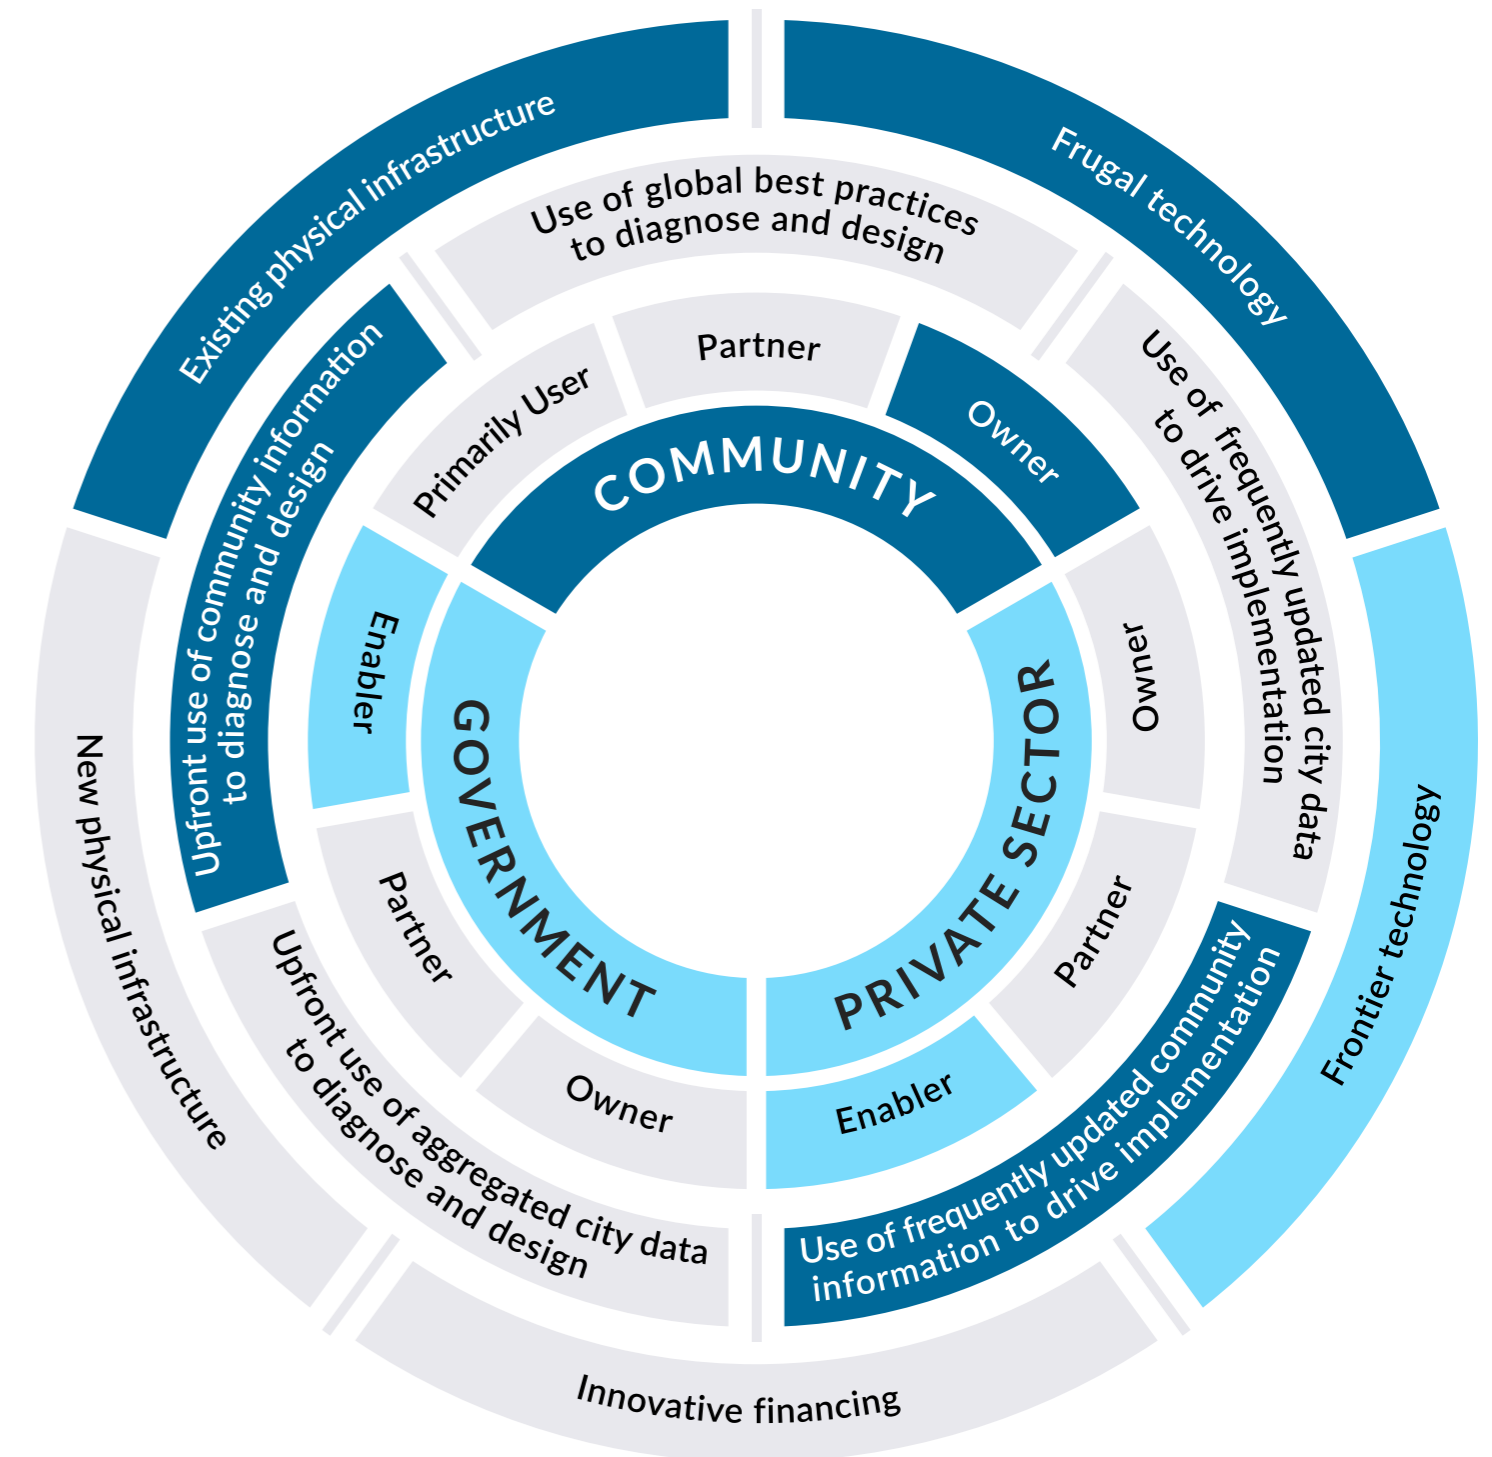 Existing physical infrastructure
Frugal technology
Frontier technology
Innovative financing
New physical infrastructure
Use of global best practices
to diagnose and design
Use of frequently updated city data
to drive implementation
Use of frequently updated community
information to drive implementation
Upfront use of aggregated city data
to diagnose and design
Upfront use of community information
to diagnose and design
Primarily User
Partner
Owner
Owner
Partner
Enabler
Owner
Partner
Enabler
COMMUNITY
PRIVATE SECTOR
GOVERNMENT